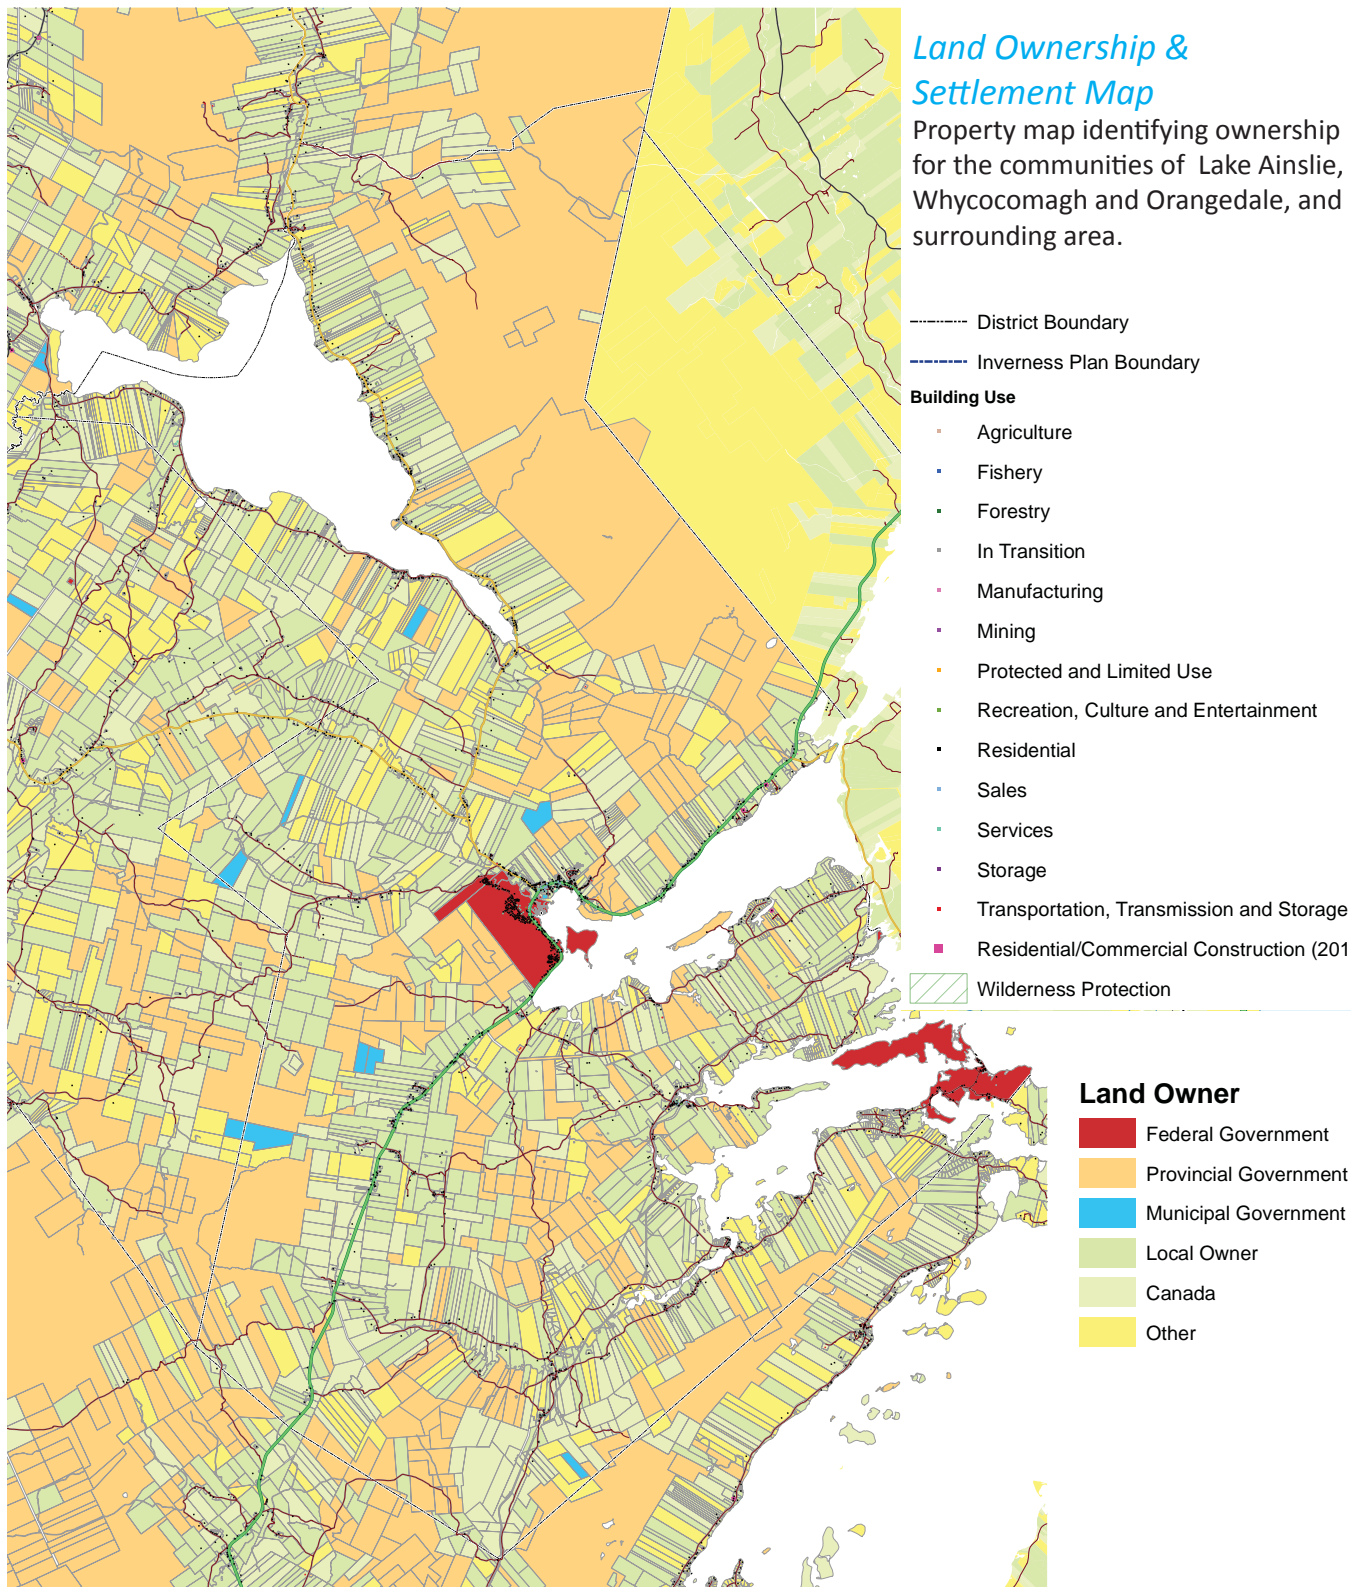 Land Ownership &
Settlement Map
Property map identifying ownership
for the communities of Lake Ainslie,
Whycocomagh and Orangedale, and
surrounding area.
District Boundary
Inverness Plan Boundary
Building Use
Agriculture
Fishery
Forestry
In Transition
Manufacturing
Mining
Protected and Limited Use
Recreation, Culture and Entertainment
Residential
Sales
Services
Storage
Transportation, Transmission and Storage
Residential/Commercial Construction (201
Wilderness Protection
Land Owner
Federal Government
Provincial Government
Municipal Government
Local Owner
Canada
Other